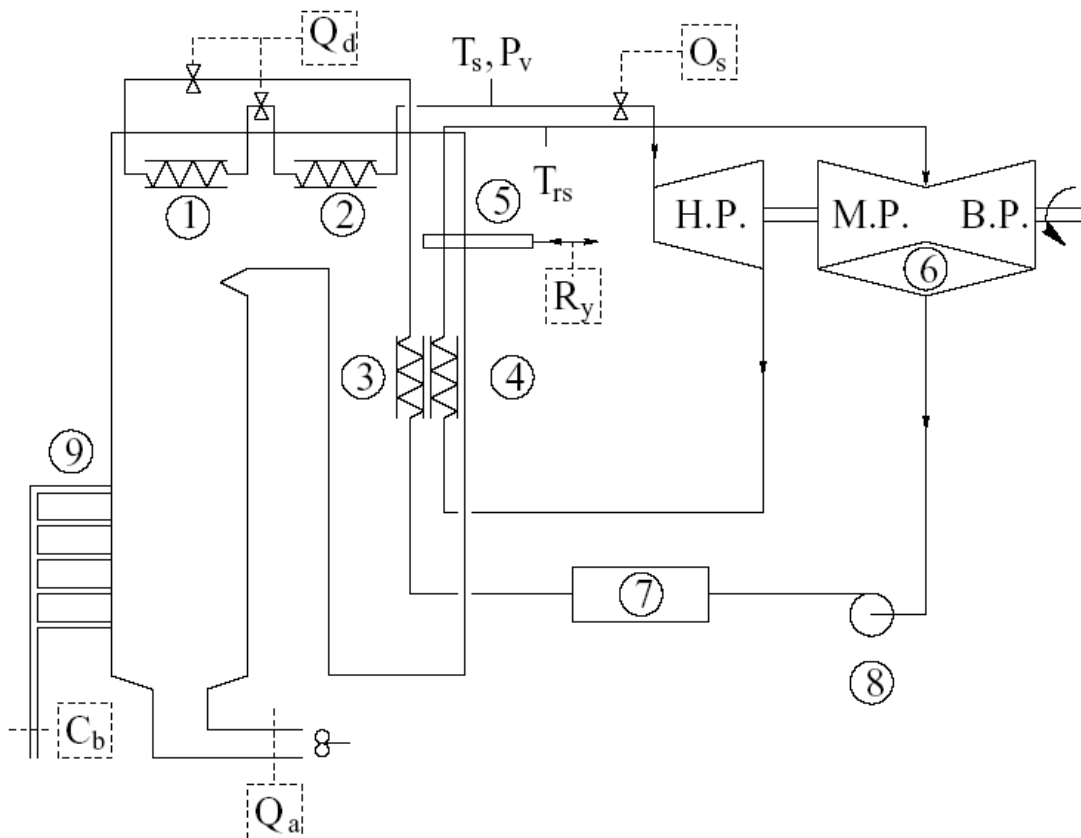 Q_d
T_s, P_v
O_s
1
2
T_rs
5
H.P.
M.P.
B.P.
6
R_y
3
4
9
7
8
C_b
Q_a